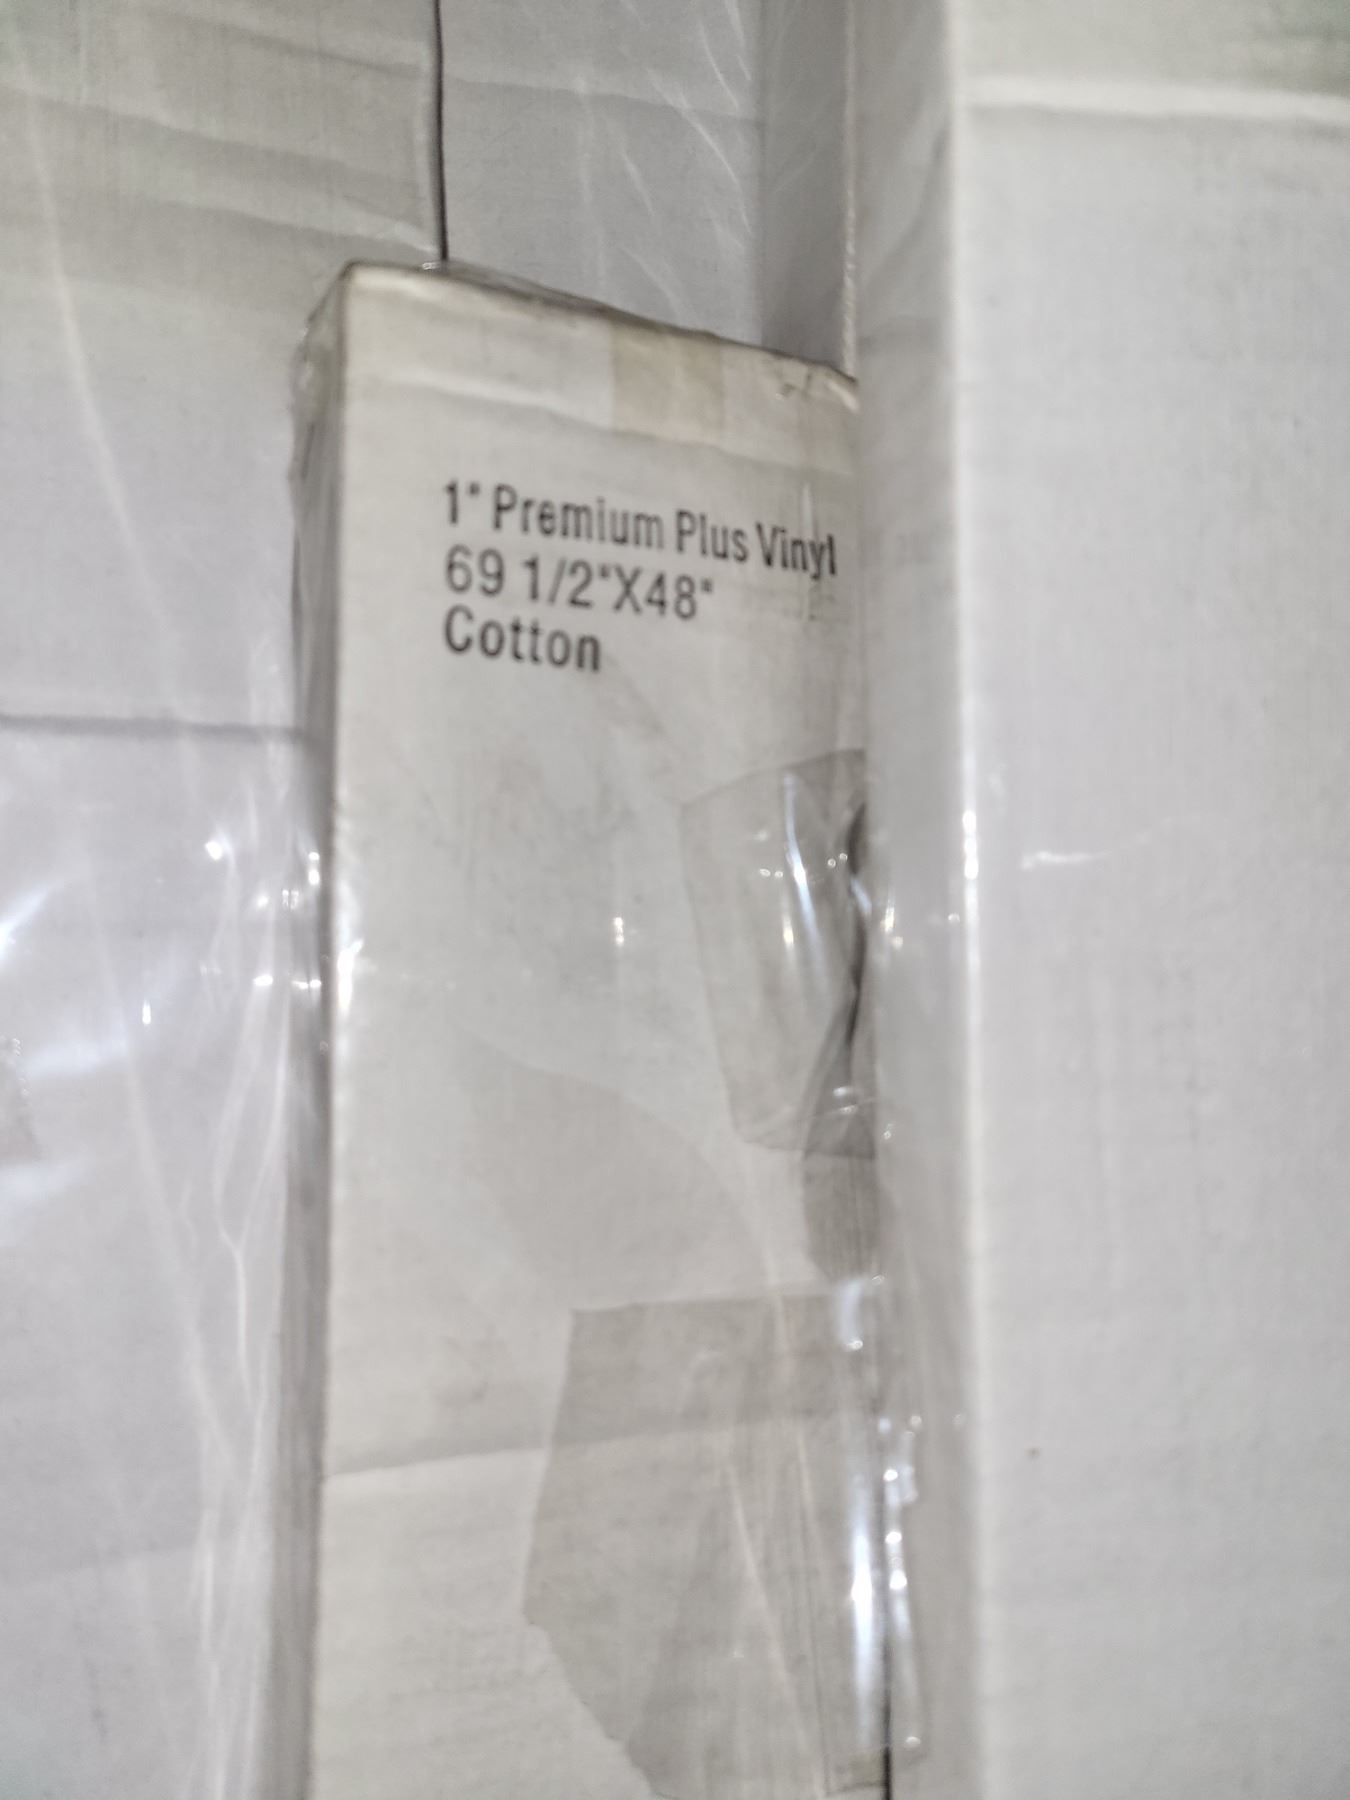 1" Premium Plus Vinyl
69 1/2"X48"
Cotton